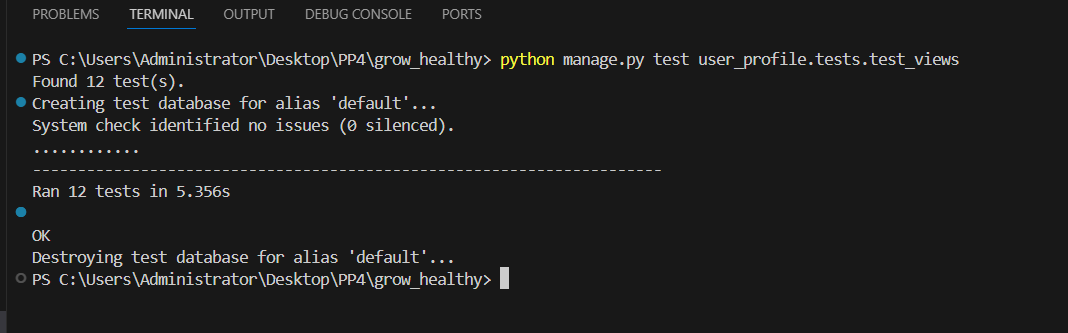 PROBLEMS TERMINAL OUTPUT DEBUG CONSOLE PORTS
PS C:\Users\Administrator\Desktop\PP4\grow_healthy> python manage.py test user_profile.tests.test_views
Found 12 test(s).
Creating test database for alias 'default'...
System check identified no issues (0 silenced).
............
----------------------------------------------------------------------
Ran 12 tests in 5.356s
OK
Destroying test database for alias 'default'...
PS C:\Users\Administrator\Desktop\PP4\grow_healthy>